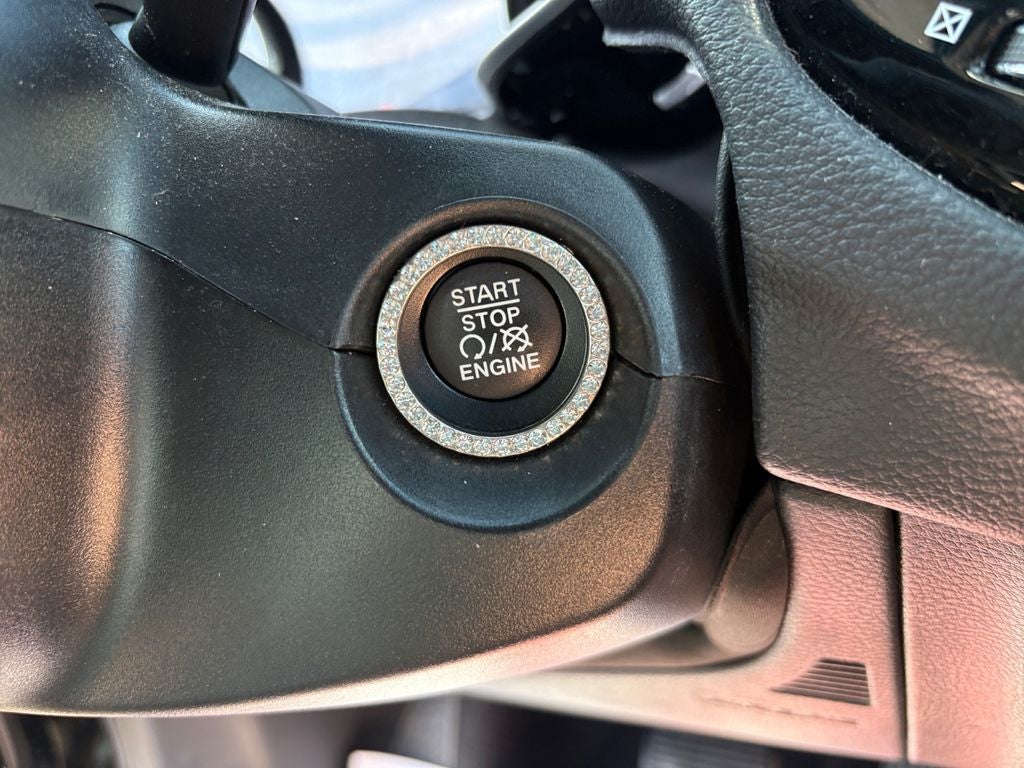 START
STOP
/
ENGINE